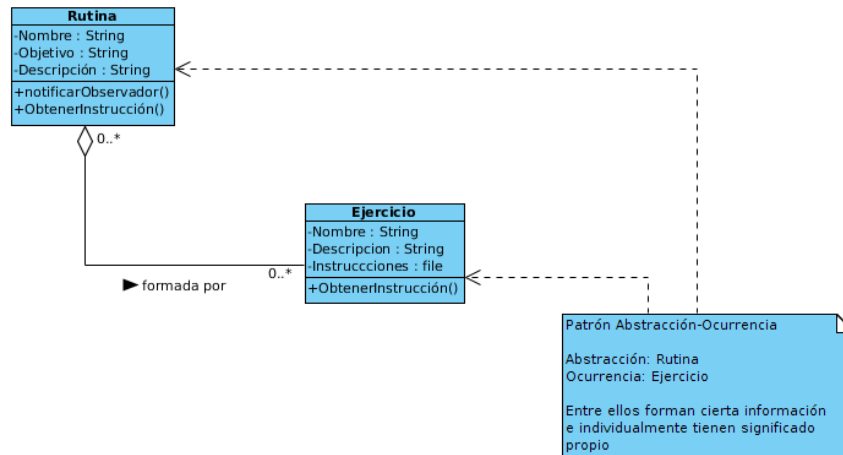 Rutina
-Nombre : String
-Objetivo : String
-Descripción : String
+notificarObservador()
+ObtenerInstrucción()
0..*
Ejercicio
-Nombre : String
-Descripcion : String
-Instruccciones : file
+ObtenerInstrucción()
0..*
formada por
Patrón Abstracción-Ocurrencia
Abstracción: Rutina
Ocurrencia: Ejercicio
Entre ellos forman cierta información
e individualmente tienen significado
propio